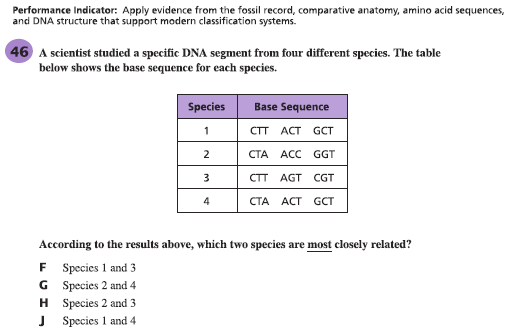 Performance Indicator: Apply evidence from the fossil record, comparative anatomy, amino acid sequences,
and DNA structure that support modern classification systems.
46 A scientist studied a specific DNA segment from four different species. The table
below shows the base sequence for each species.
Species Base Sequence
1 CTT ACT GCT
2 CTA ACC GGT
3 CTT AGT CGT
4 CTA ACT GCT
According to the results above, which two species are most closely related?
F Species 1 and 3
G Species 2 and 4
H Species 2 and 3
J Species 1 and 4